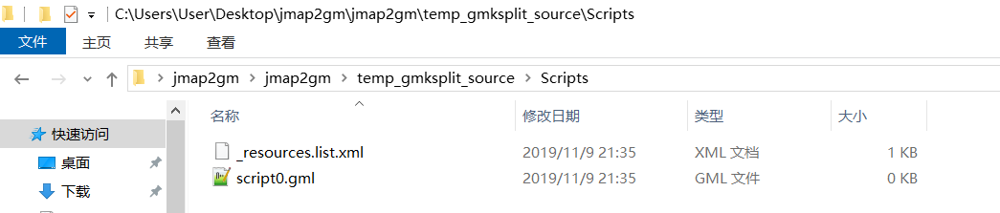 C:\Users\User\Desktop\jmap2gm\jmap2gm\temp_gmksplit_source\Scripts
文件 主页 共享 查看
jmap2gm jmap2gm temp_gmksplit_source Scripts
快速访问
桌面
下载
名称 修改日期 类型 大小
_resources.list.xml 2019/11/9 21:35 XML 文档 1 KB
script0.gml 2019/11/9 21:35 GML 文件 0 KB